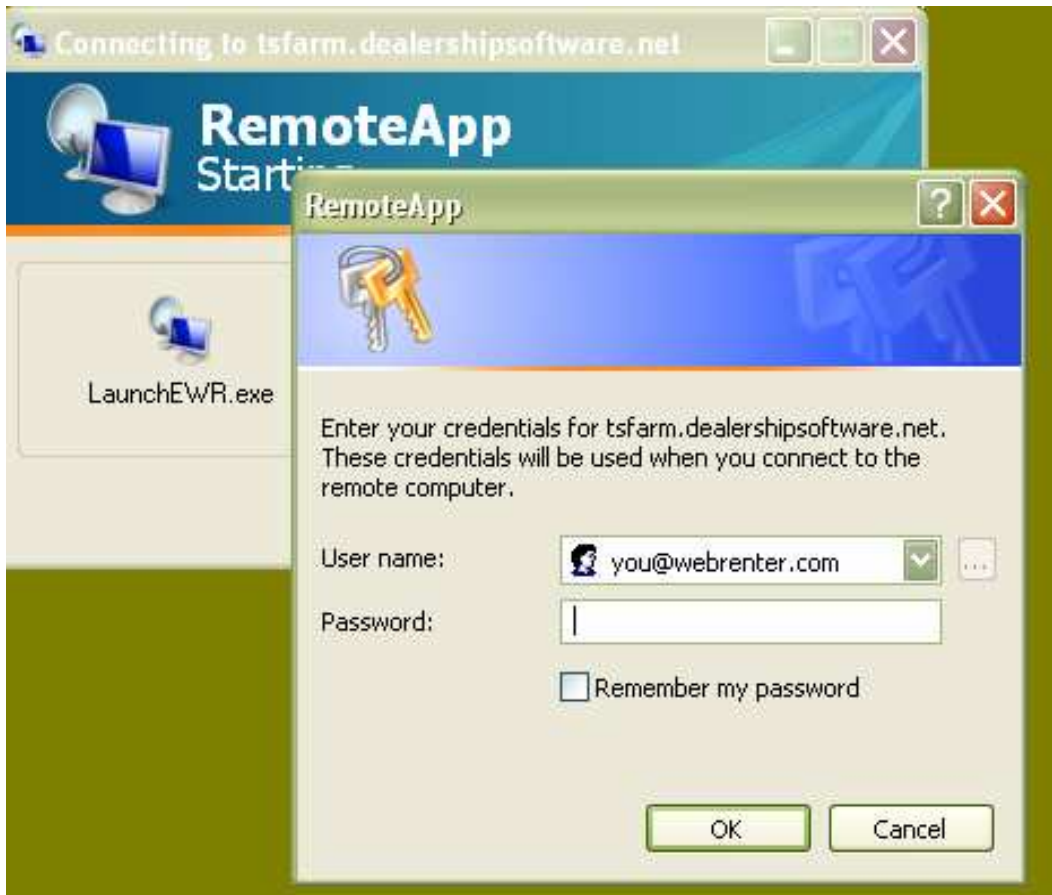 Connecting to tsfarm.dealershipsoftware.net
RemoteApp
Start
LaunchEWR.exe
RemoteApp
Enter your credentials for tsfarm.dealershipsoftware.net.
These credentials will be used when you connect to the
remote computer.
User name:
you@webrenter.com
...
Password:
Remember my password
OK
Cancel